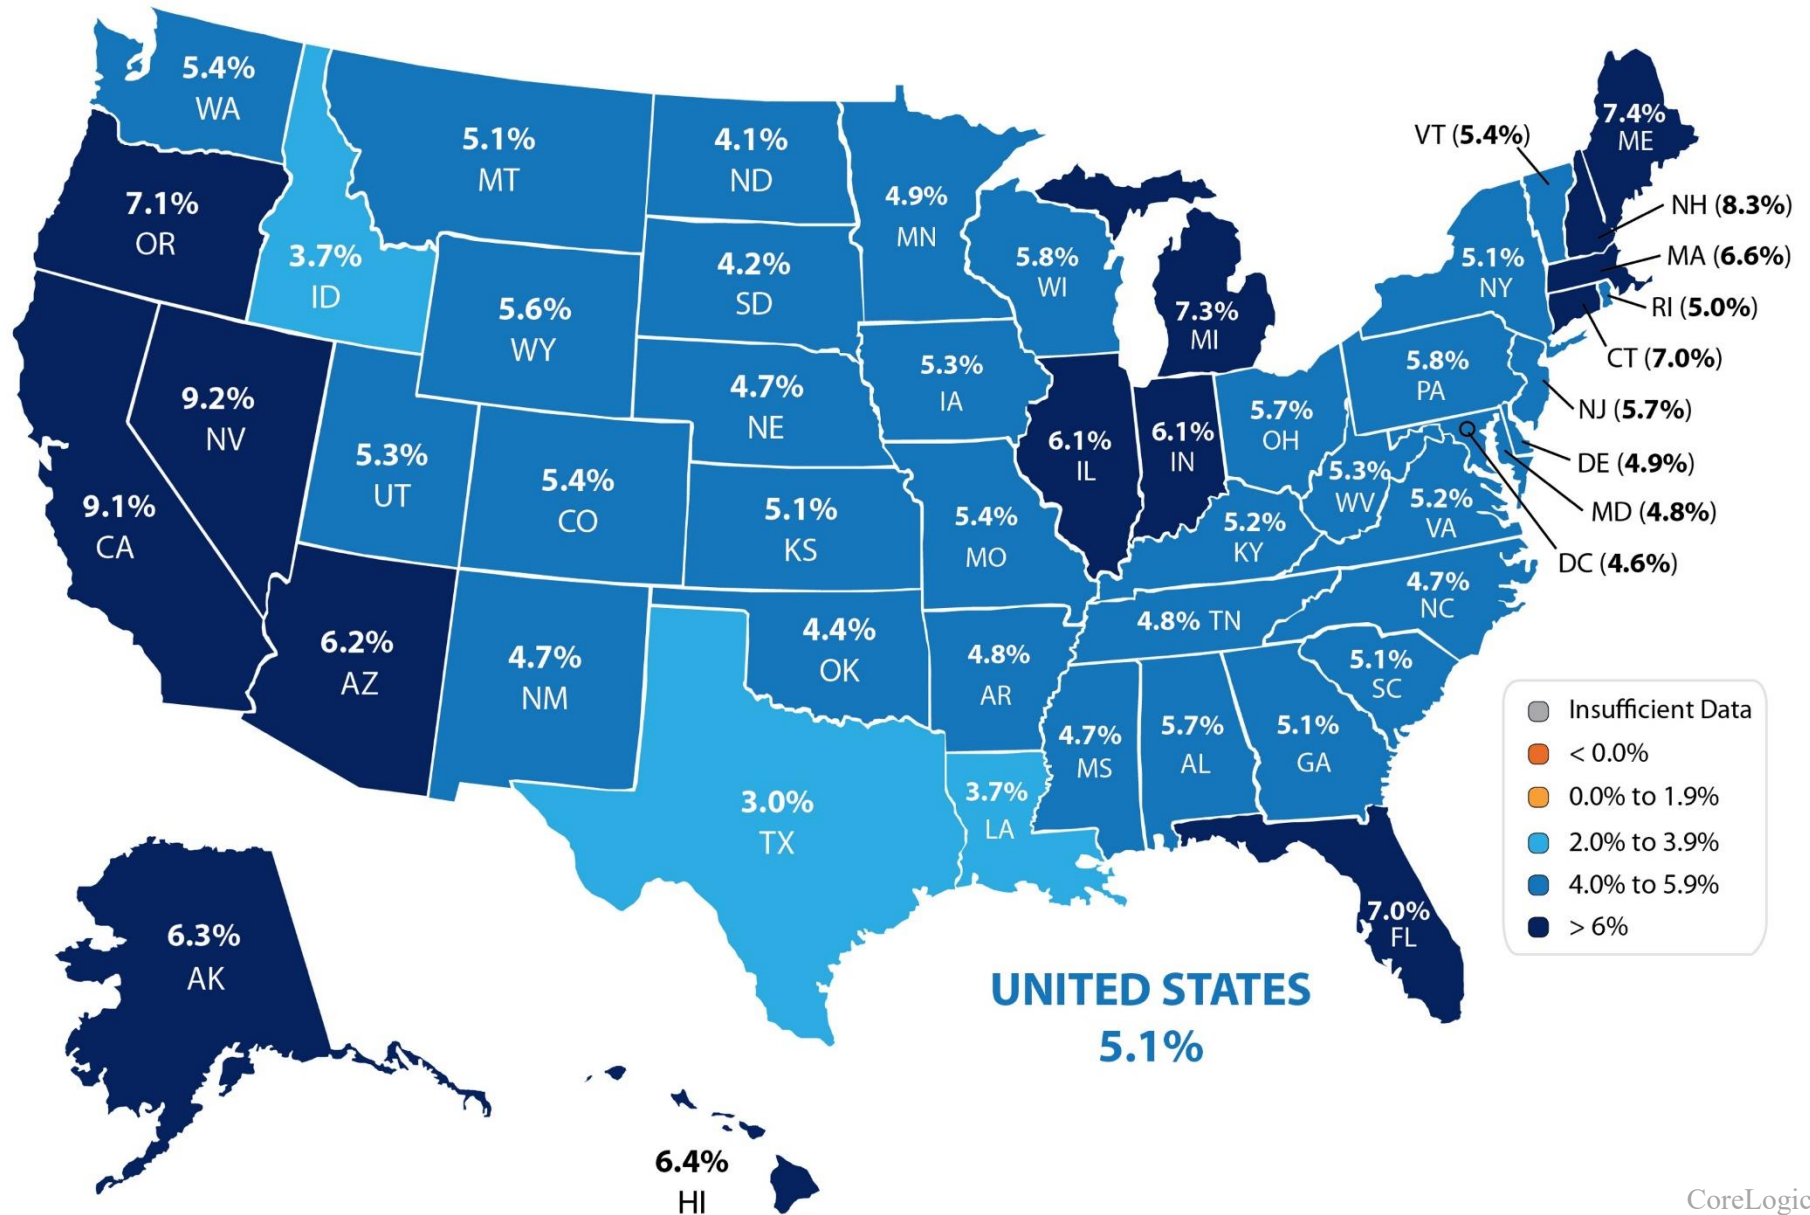 5.4%
WA
7.1%
OR
3.7%
ID
5.1%
MT
4.1%
ND
4.9%
MN
4.2%
SD
5.6%
WY
5.8%
WI
7.3%
MI
VT (5.4%)
7.4%
ME
NH (8.3%)
MA (6.6%)
RI (5.0%)
CT (7.0%)
5.1%
NY
5.8%
PA
NJ (5.7%)
DE (4.9%)
MD (4.8%)
DC (4.6%)
9.2%
NV
9.1%
CA
5.3%
UT
5.4%
CO
4.7%
NE
5.3%
IA
6.1%
IL
6.1%
IN
5.7%
OH
5.3%
WV
5.2%
VA
5.1%
KS
5.4%
MO
5.2%
KY
4.7%
NC
4.8% TN
6.2%
AZ
4.7%
NM
4.4%
OK
4.8%
AR
5.1%
SC
4.7%
MS
5.7%
AL
5.1%
GA
3.0%
TX
3.7%
LA
7.0%
FL
6.3%
AK
6.4%
HI
UNITED STATES
5.1%
Insufficient Data
< 0.0%
0.0% to 1.9%
2.0% to 3.9%
4.0% to 5.9%
> 6%
CoreLogic